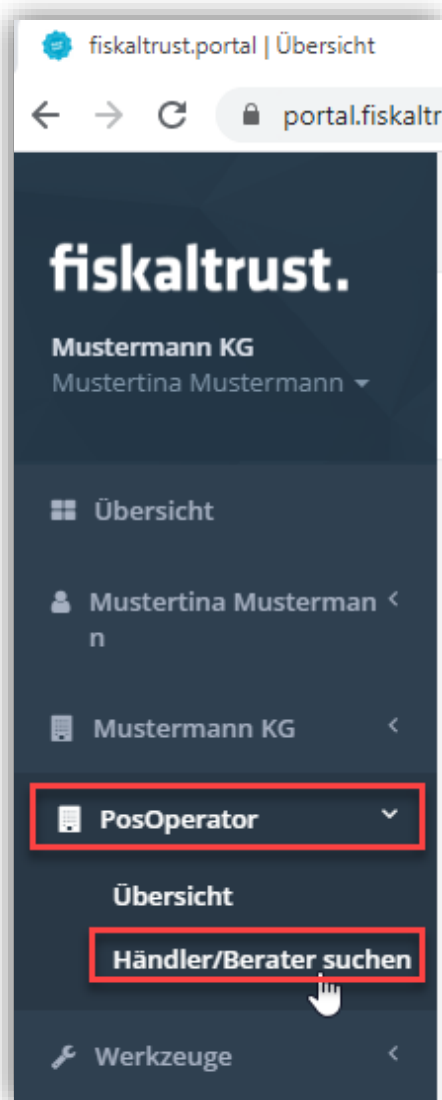 fiskaltrust.portal | Übersicht
portal.fiskaltr
fiskaltrust.
Mustermann KG
Mustertina Mustermann
Übersicht
Mustertina Musterman
n
Mustermann KG
PosOperator
Übersicht
Händler/Berater suchen
Werkzeuge